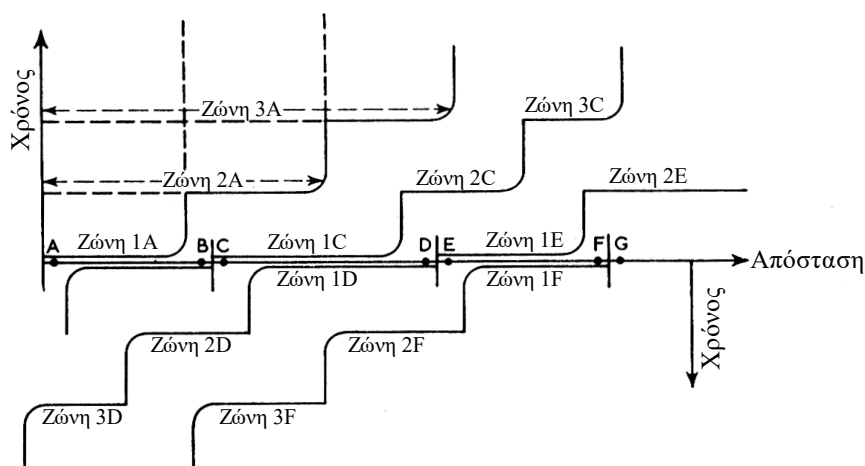 Χρόνος
Ζώνη 3A
Ζώνη 3C
Ζώνη 2A
Ζώνη 2C
Ζώνη 2E
A
Ζώνη 1A
B
C
Ζώνη 1C
D
E
Ζώνη 1E
F
G
Απόσταση
Ζώνη 1D
Ζώνη 1F
Χρόνος
Ζώνη 2D
Ζώνη 2F
Ζώνη 3D
Ζώνη 3F